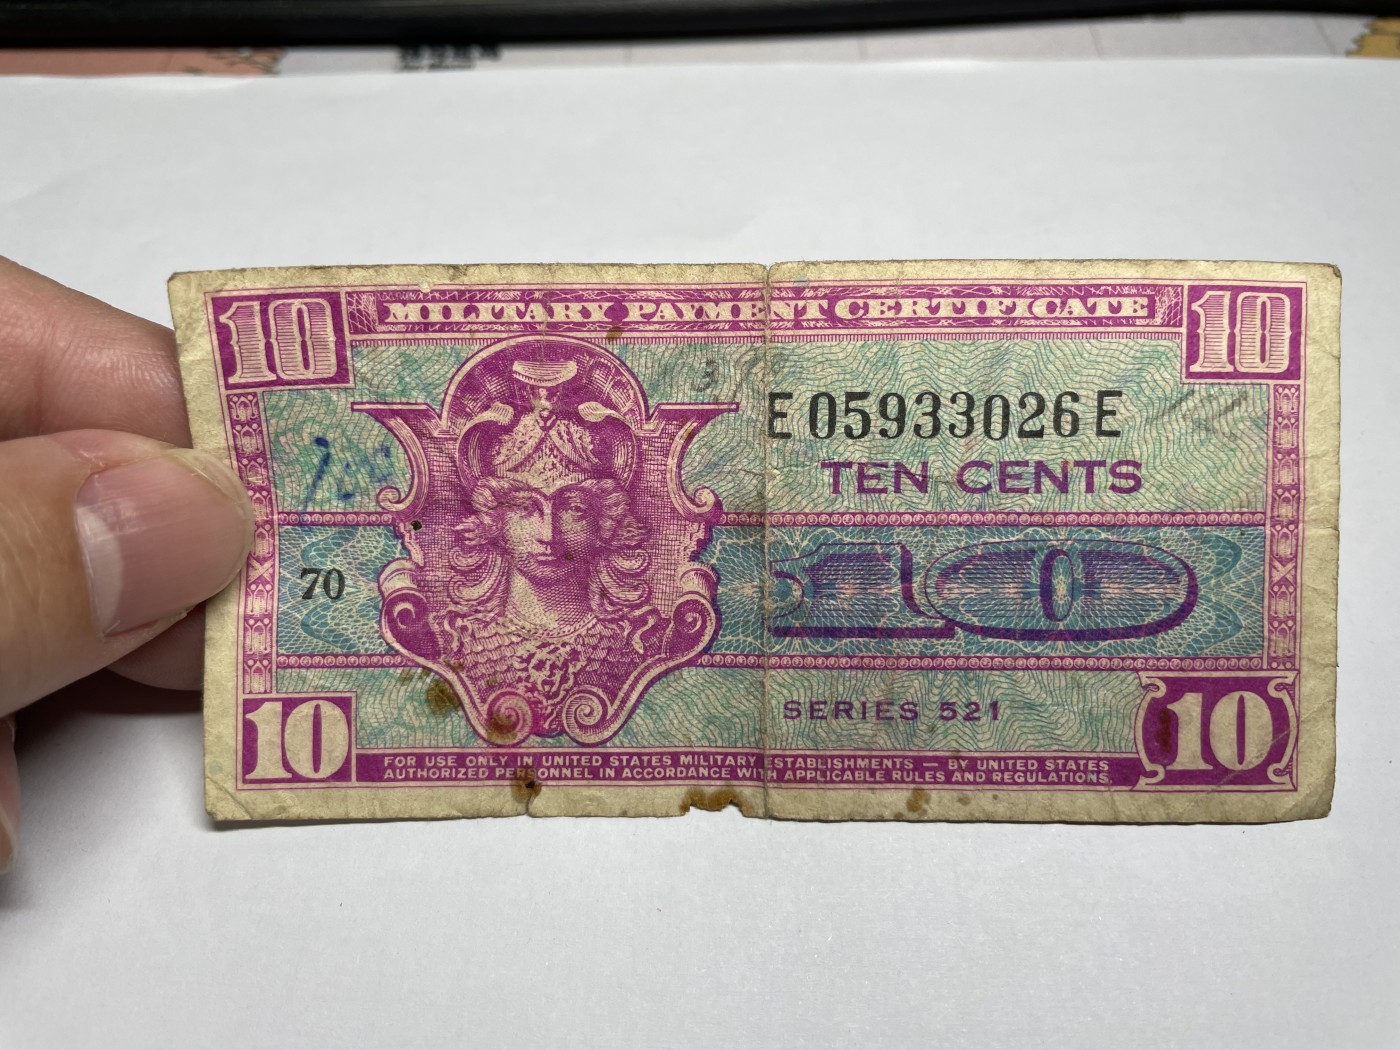 10 MILITARY PAYMENT CERTIFICATE 10
E05933026E
TEN CENTS
70
10
SERIES 521
10 10
FOR USE ONLY IN UNITED STATES MILITARY ESTABLISHMENTS — BY UNITED STATES
AUTHORIZED PERSONNEL IN ACCORDANCE WITH APPLICABLE RULES AND REGULATIONS.